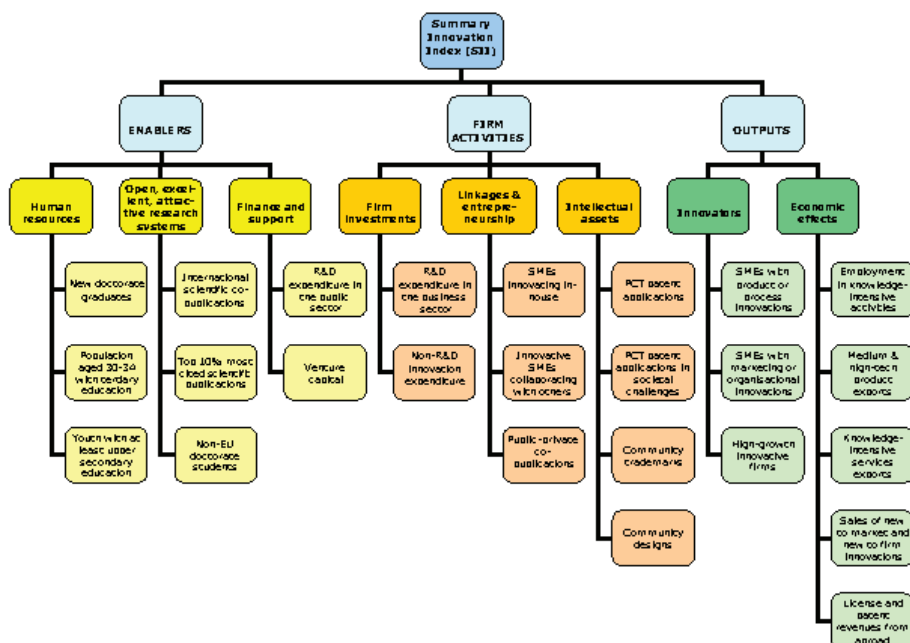 Summary
Innovation
Index (SII)
ENABLERS
FIRM
ACTIVITIES
OUTPUTS
Human
resources
Open, excel-
lent, attrac-
tive research
systems
Finance and
support
Firm
investments
Linkages &
entrepre-
neurship
Intellectual
assets
Innovators
Economic
effects
New doctorate
graduates
International
scientific co-
publications
R&D
expenditure in
the public
sector
R&D
expenditure in
the business
sector
SMEs
innovating in-
house
PCT patent
applications
SMEs with
product or
process
innovations
Employment
in knowledge-
intensive
activities
Population
aged 30-34
with tertiary
education
Top 10% most
cited scientific
publications
Venture
capital
Non-R&D
innovation
expenditure
Innovative
SMEs
collaborating
with others
PCT patent
applications in
societal
challenges
SMEs with
marketing or
organisational
innovations
Medium &
high-tech
product
exports
Youth with at
least upper
secondary
education
Non-EU
doctorate
students
Public-private
co-
publications
Community
trademarks
High-growth
innovative
firms
Knowledge-
intensive
services
exports
Community
designs
Sales of new
to market and
new to firm
innovations
License and
patent
revenues from
abroad